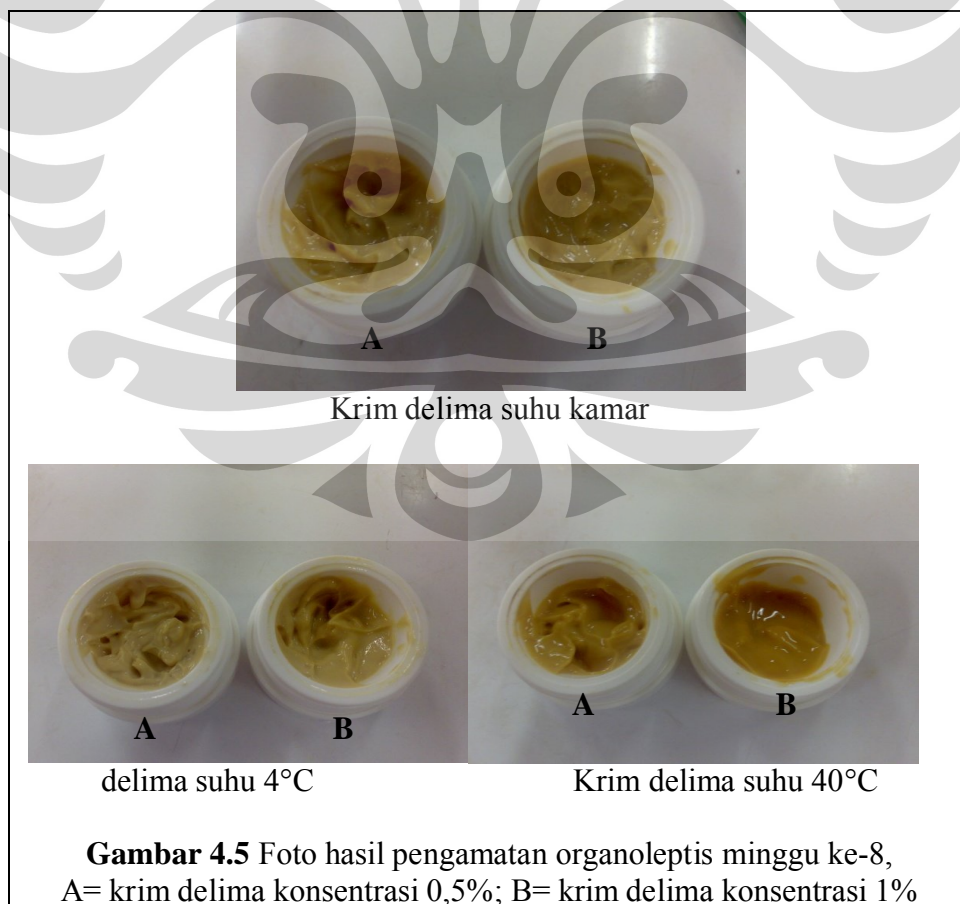 A B
Krim delima suhu kamar
A B A B
delima suhu 4°C Krim delima suhu 40°C
Gambar 4.5 Foto hasil pengamatan organoleptis minggu ke-8,
A= krim delima konsentrasi 0,5%; B= krim delima konsentrasi 1%